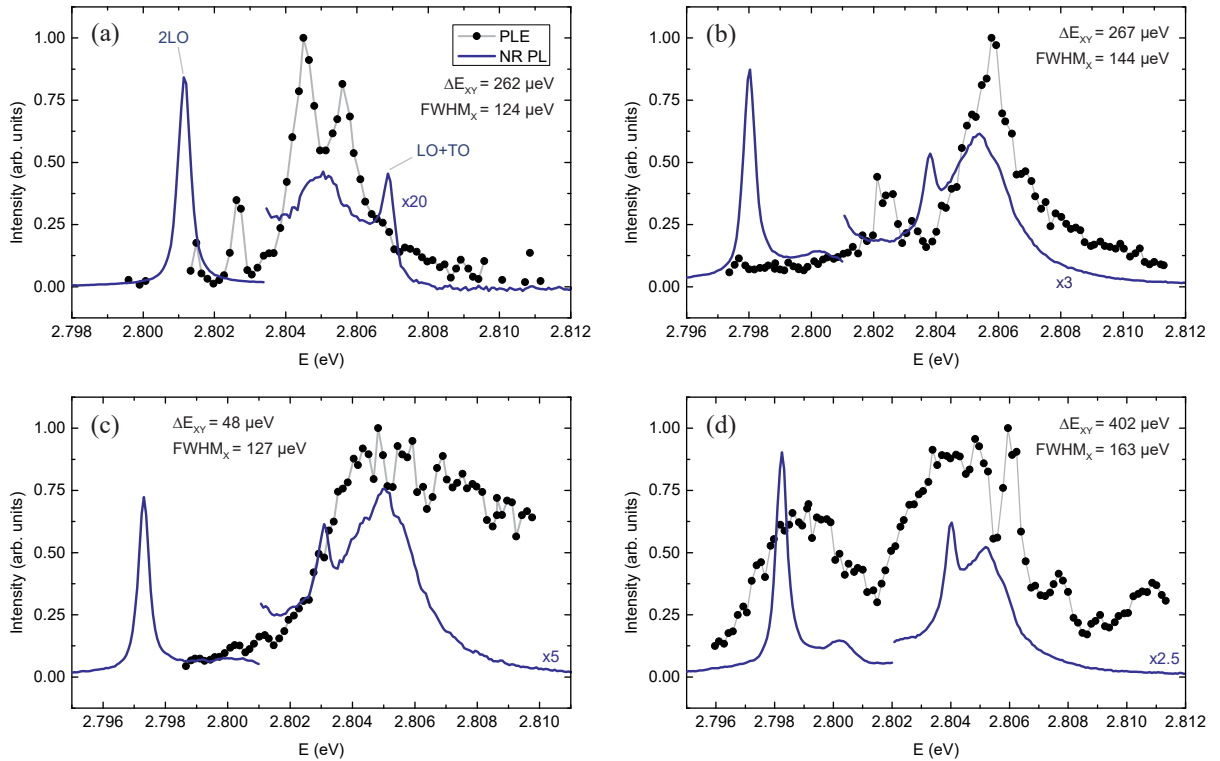 (a)
2LO
PLE
NR PL
ΔE_XY = 262 µeV
FWHM_X = 124 µeV
LO+TO
x20
1.00
0.75
0.50
0.25
0.00
Intensity (arb. units)
2.798 2.800 2.802 2.804 2.806 2.808 2.810 2.812
E (eV)
(b)
ΔE_XY = 267 µeV
FWHM_X = 144 µeV
x3
1.00
0.75
0.50
0.25
0.00
Intensity (arb. units)
2.796 2.798 2.800 2.802 2.804 2.806 2.808 2.810 2.812
E (eV)
(c)
ΔE_XY = 48 µeV
FWHM_X = 127 µeV
x5
1.00
0.75
0.50
0.25
0.00
Intensity (arb. units)
2.796 2.798 2.800 2.802 2.804 2.806 2.808 2.810
E (eV)
(d)
ΔE_XY = 402 µeV
FWHM_X = 163 µeV
x2.5
1.00
0.75
0.50
0.25
0.00
Intensity (arb. units)
2.796 2.798 2.800 2.802 2.804 2.806 2.808 2.810 2.812
E (eV)